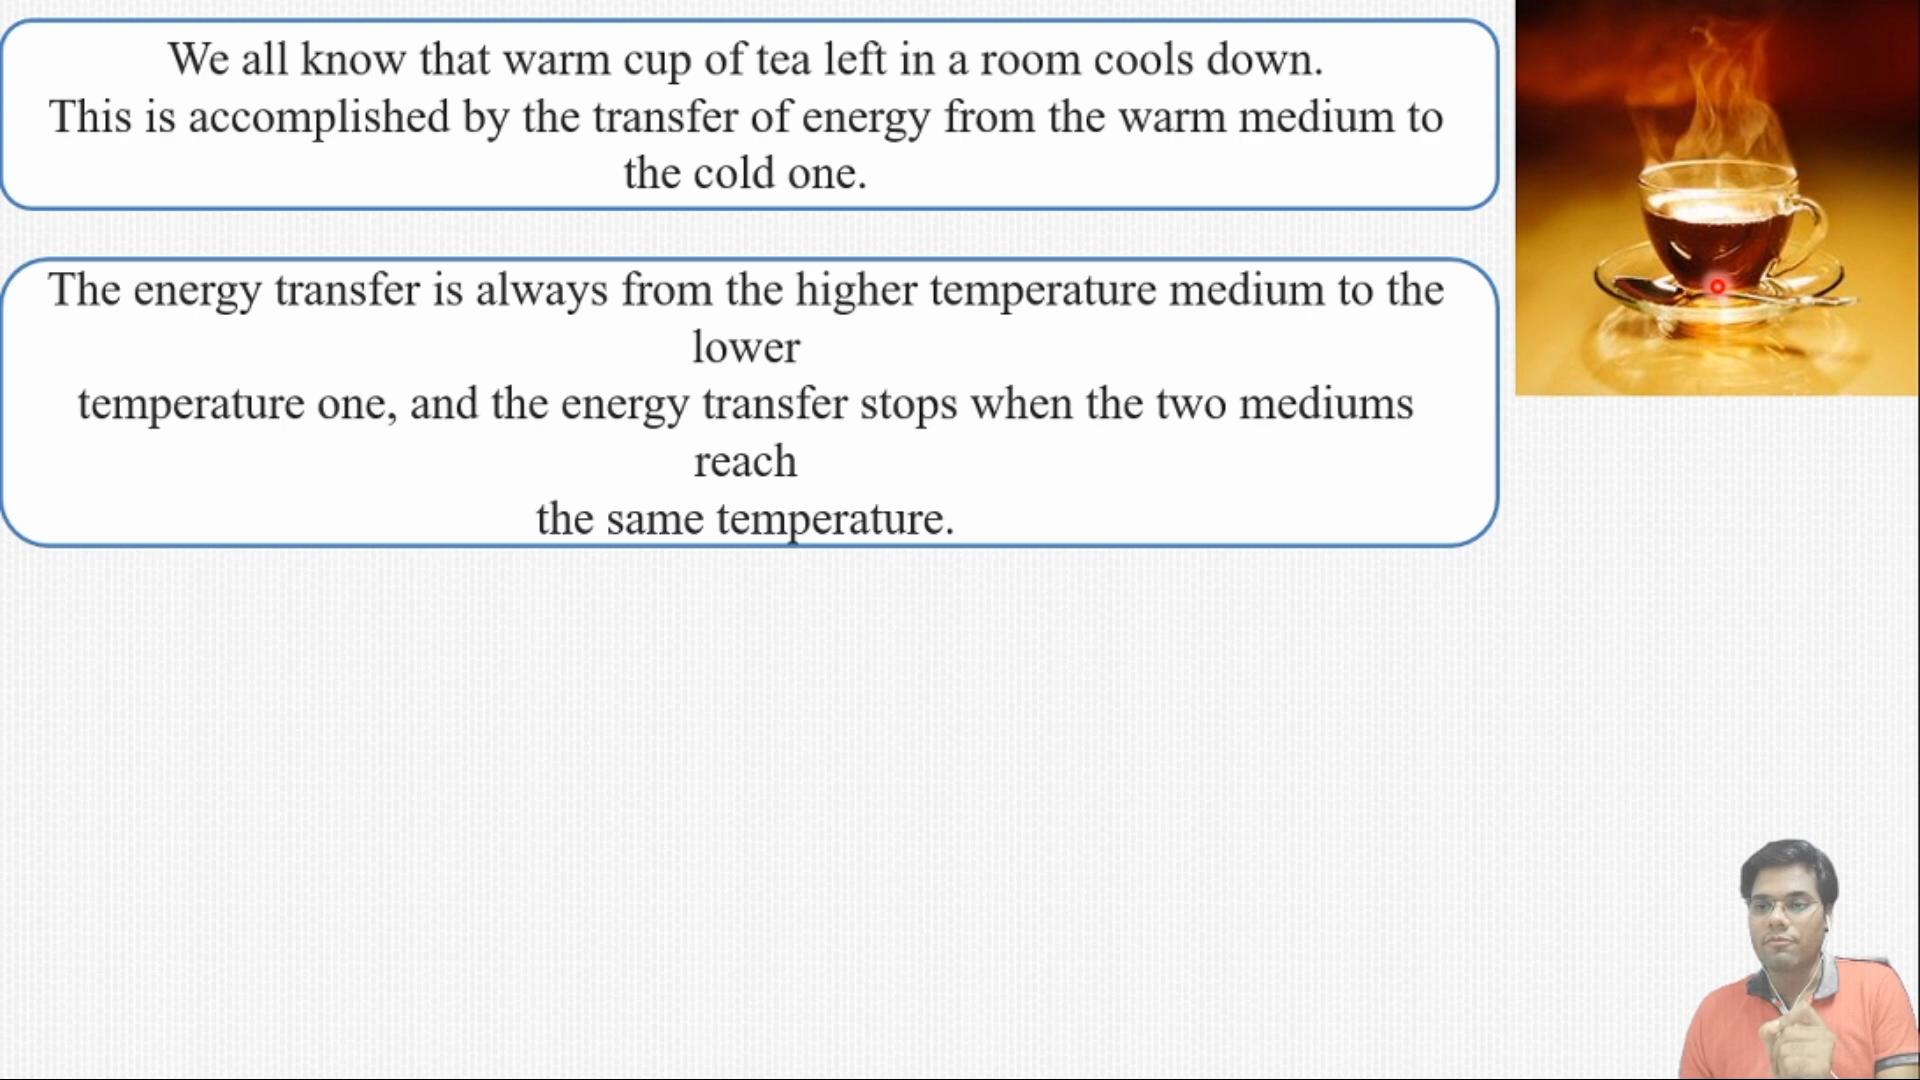 We all know that warm cup of tea left in a room cools down.
This is accomplished by the transfer of energy from the warm medium to
the cold one.
The energy transfer is always from the higher temperature medium to the
lower
temperature one, and the energy transfer stops when the two mediums
reach
the same temperature.